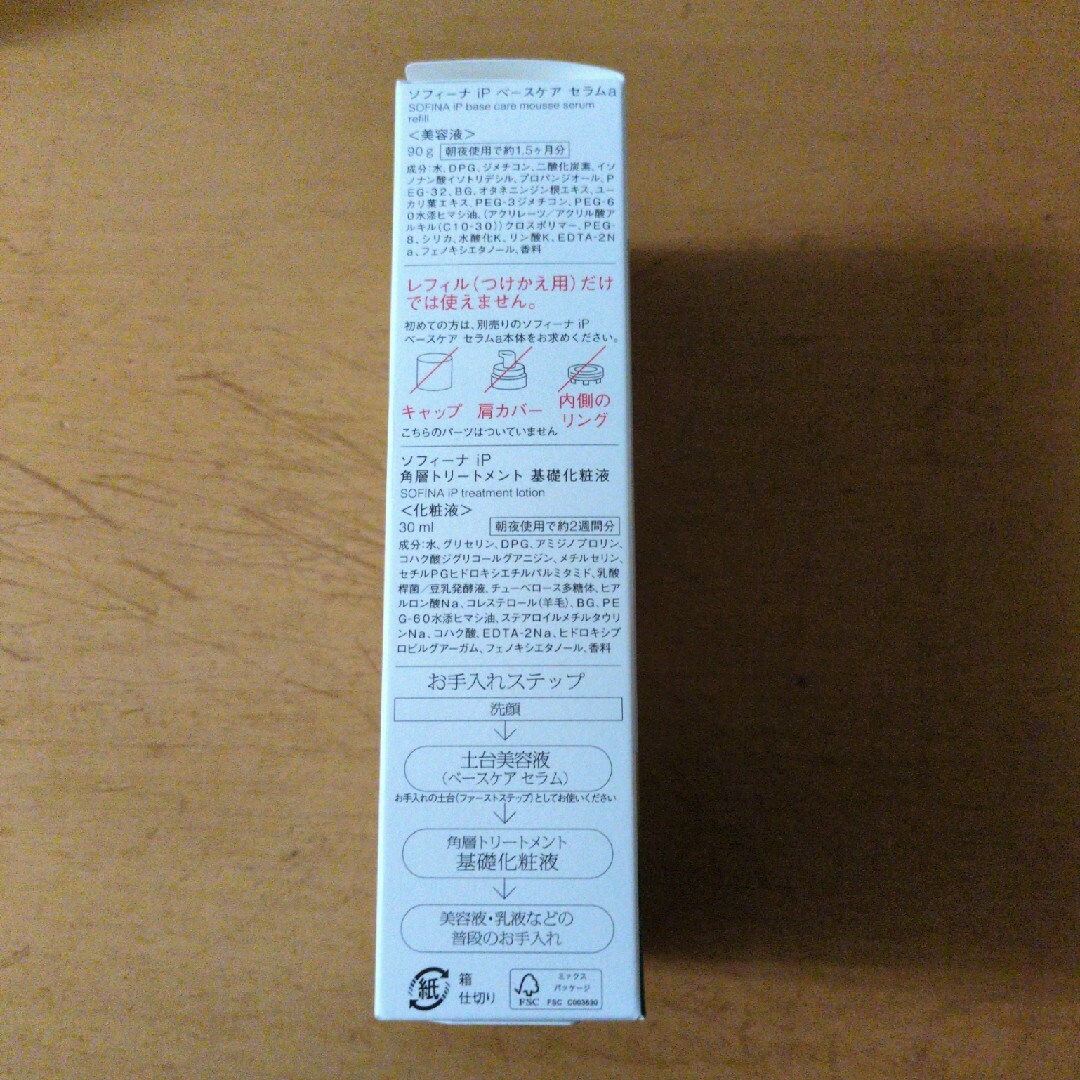 ソフィーナ iP ベースケア セラムa
SOFINA iP base care mousse serum
refill
＜美容液＞
90g 朝夜使用で約1.5ヶ月分
成分:水、DPG、ジメチコン、二酸化炭素、イソ
ノナン酸イソトリデシル、プロパンジオール、P
EG-32、BG、オタネニンジン根エキス、ユー
カリ葉エキス、PEG-3ジメチコン、PEG-6
0水添ヒマシ油、(アクリレーツ/アクリル酸ア
ルキル(C10-30))クロスポリマー、PEG-
8、シリカ、水酸化K、リン酸K、EDTA-2N
a、フェノキシエタノール、香料
レフィル(つけかえ用)だけ
では使えません。
初めての方は、別売りのソフィーナ iP
ベースケア セラムa本体をお求めください。
キャップ 肩カバー 内側の
リング
こちらのパーツはついていません
ソフィーナ iP
角層トリートメント 基礎化粧液
SOFINA iP treatment lotion
＜化粧液＞
30 ml 朝夜使用で約2週間分
成分:水、グリセリン、DPG、アミジノプロリン、
コハク酸ジグリコールグアニジン、メチルセリン、
セチルPGヒドロキシエチルパルミタミド、乳酸
桿菌/豆乳発酵液、チューベロース多糖体、ヒア
ルロン酸Na、コレステロール(羊毛)、BG、PE
G-60水添ヒマシ油、ステアロイルメチルタウリ
ンNa、コハク酸、EDTA-2Na、ヒドロキシプ
ロピルグアーガム、フェノキシエタノール、香料
お手入れステップ
洗顔
土台美容液
(ベースケア セラム)
お手入れの土台(ファーストステップ)としてお使いください
角層トリートメント
基礎化粧液
美容液・乳液などの
普段のお手入れ
紙 箱
仕切り
FSC
ミックス
パッケージ
FSC